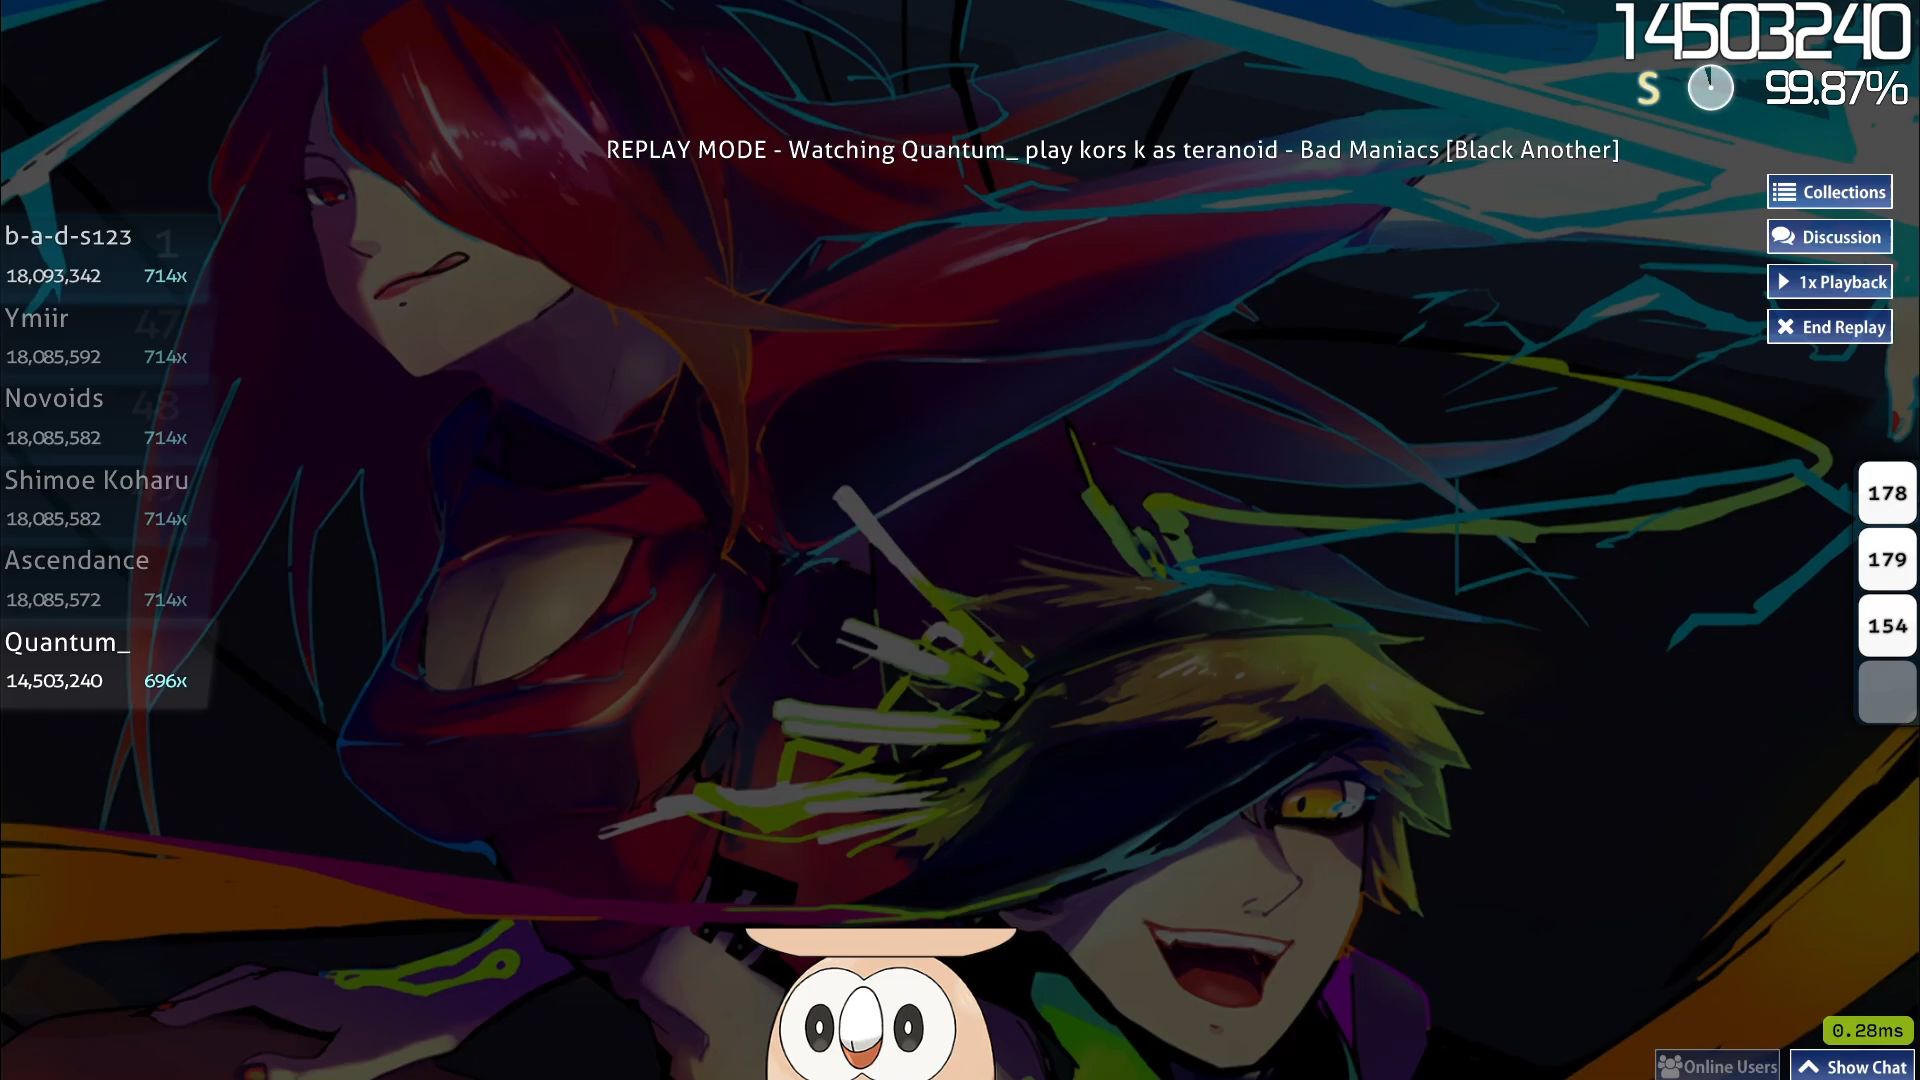 14503240
S 99.87%
REPLAY MODE - Watching Quantum_ play kors k as teranoid - Bad Maniacs [Black Another]
Collections
Discussion
1x Playback
End Replay
b-a-d-s123 1
18,093,342 714x
Ymiir 47
18,085,592 714x
Novoids 48
18,085,582 714x
Shimoe Koharu
18,085,582 714x
Ascendance
18,085,572 714x
Quantum_
14,503,240 696x
178
179
154
0.28ms
Online Users
Show Chat